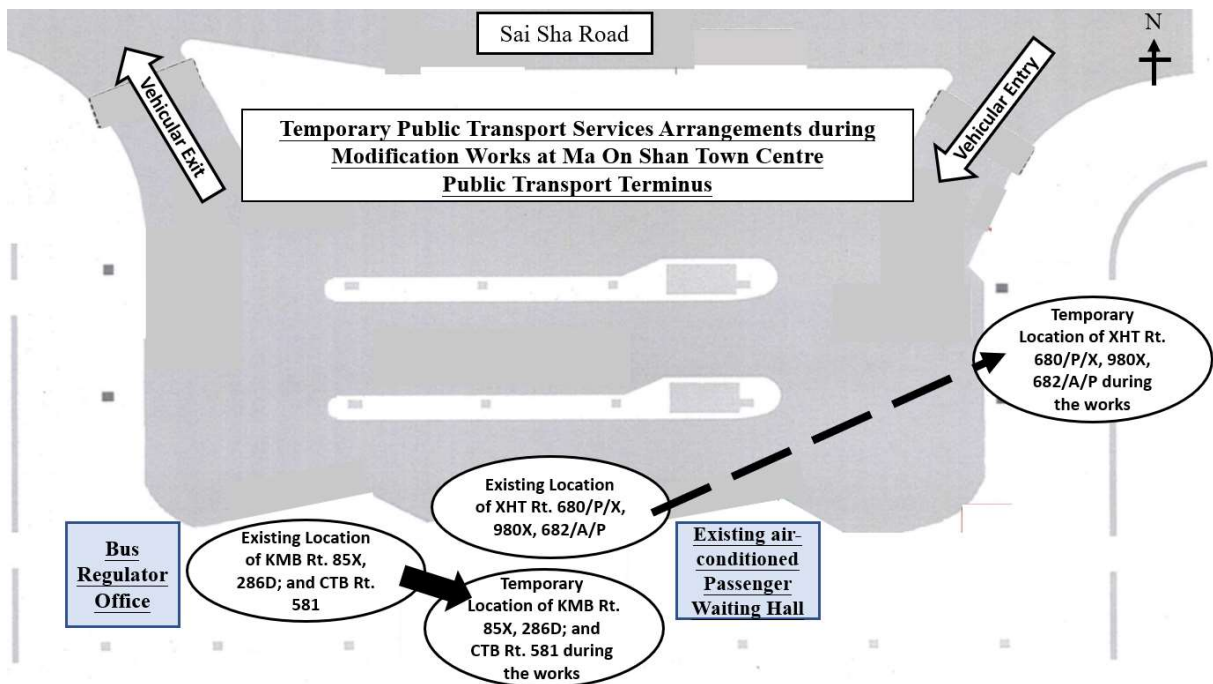 Sai Sha Road
N
Vehicular Exit
Vehicular Entry
Temporary Public Transport Services Arrangements during
Modification Works at Ma On Shan Town Centre
Public Transport Terminus
Temporary
Location of XHT Rt.
680/P/X, 980X,
682/A/P during
the works
Existing Location
of XHT Rt. 680/P/X,
980X, 682/A/P
Bus
Regulator
Office
Existing Location
of KMB Rt. 85X,
286D; and CTB Rt.
581
Temporary
Location of KMB Rt.
85X, 286D; and
CTB Rt. 581 during
the works
Existing air-
conditioned
Passenger
Waiting Hall